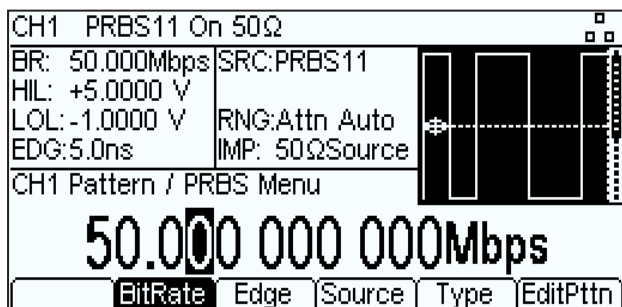 CH1 PRBS11 On 50Ω
BR: 50.000Mbps SRC:PRBS11
HIL: +5.0000 V
LOL:-1.0000 V RNG:Attn Auto
EDG:5.0ns IMP: 50ΩSource
CH1 Pattern / PRBS Menu
50.000 000 000Mbps
BitRate Edge Source Type EditPttn